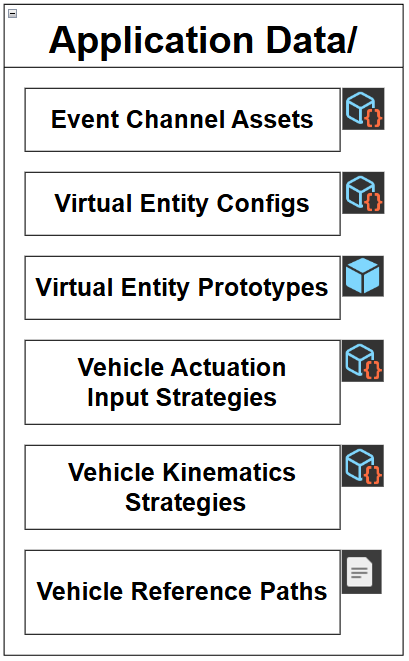 Application Data/
Event Channel Assets
Virtual Entity Configs
Virtual Entity Prototypes
Vehicle Actuation
Input Strategies
Vehicle Kinematics
Strategies
Vehicle Reference Paths